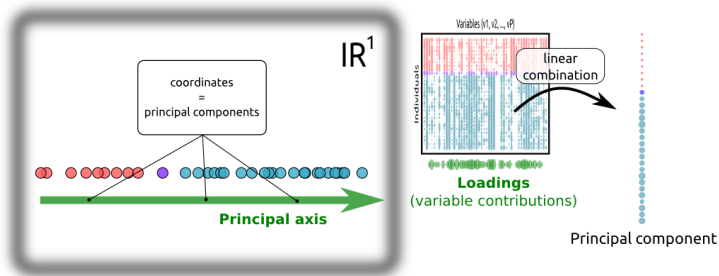 IR¹
coordinates
=
principal components
Principal axis
Variables (v1, v2, ..., vP)
Individuals
linear
combination
Loadings
(variable contributions)
Principal component